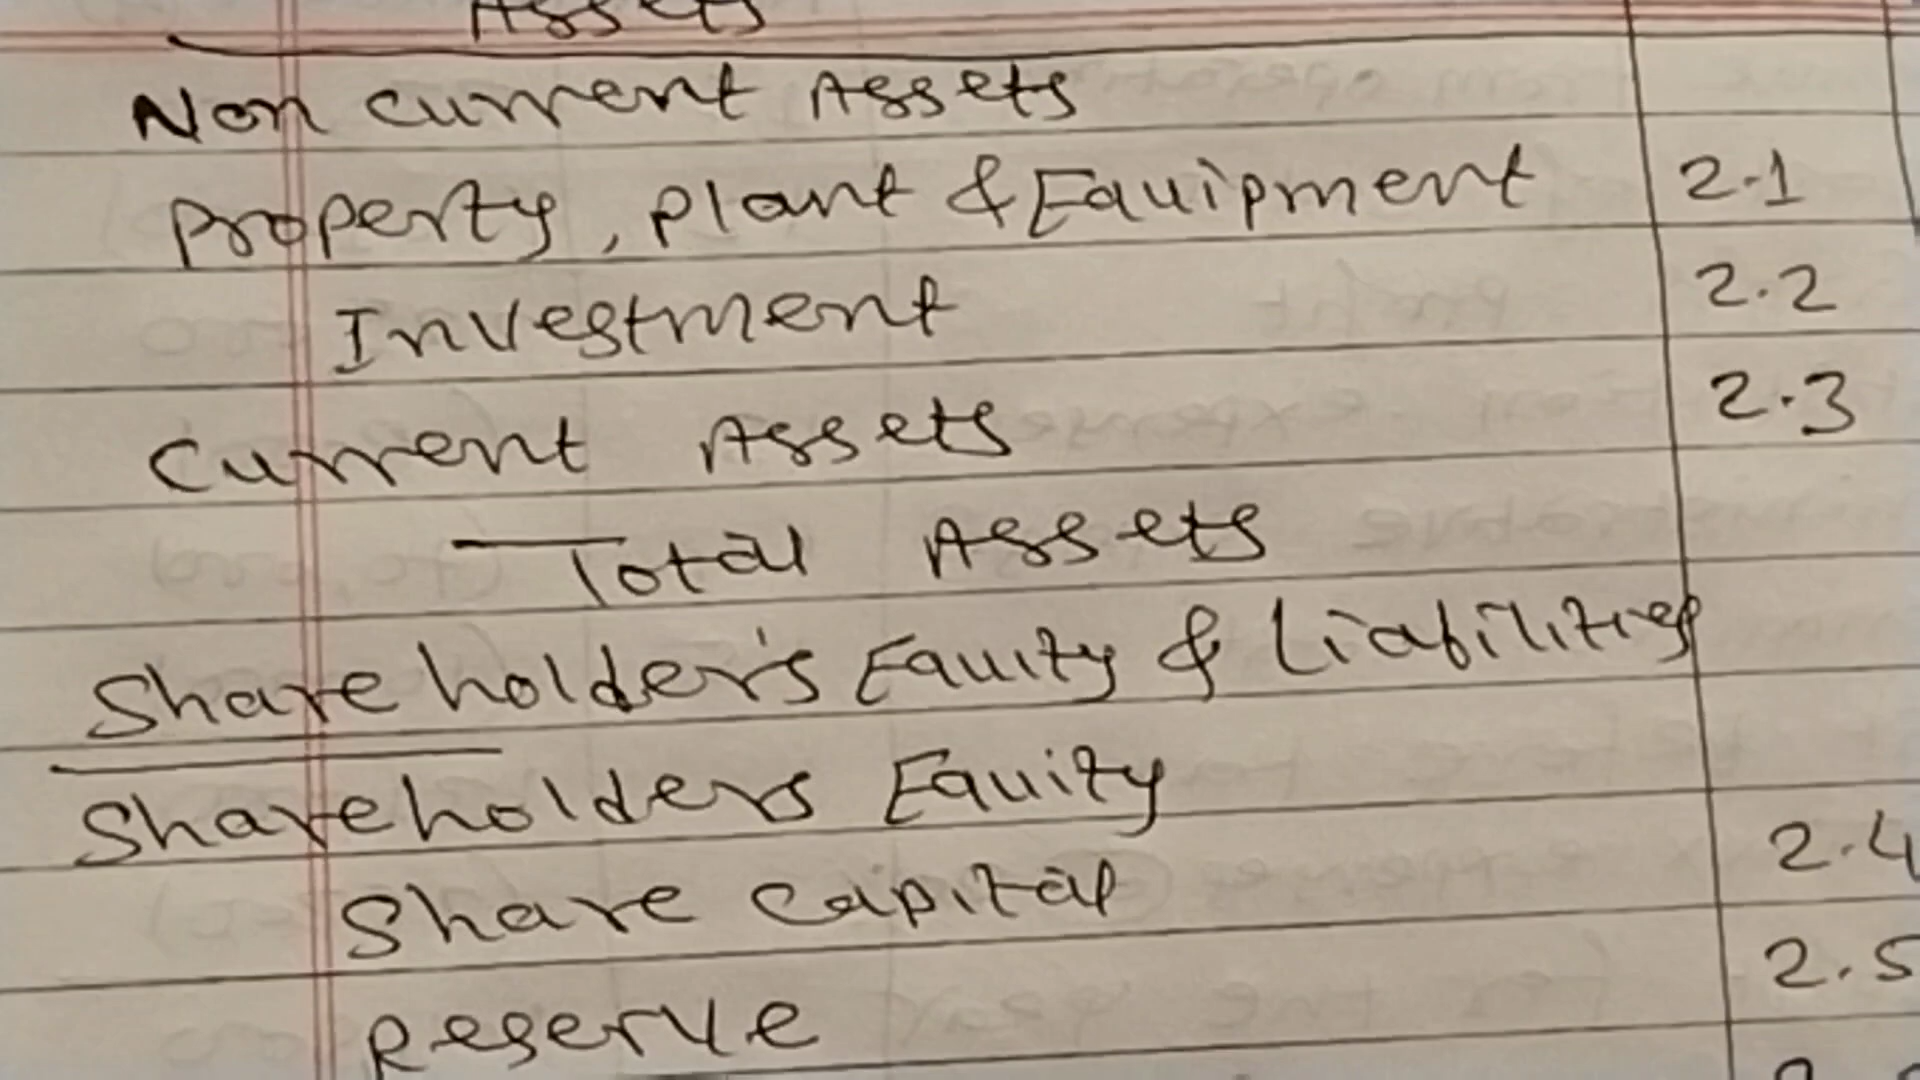 Assets
Non current Assets
Property, plant & Equipment 2.1
Investment 2.2
Current Assets 2.3
Total Assets
Shareholder's Equity & Liabilities
Shareholders Equity
Share capital 2.4
Reserve 2.5